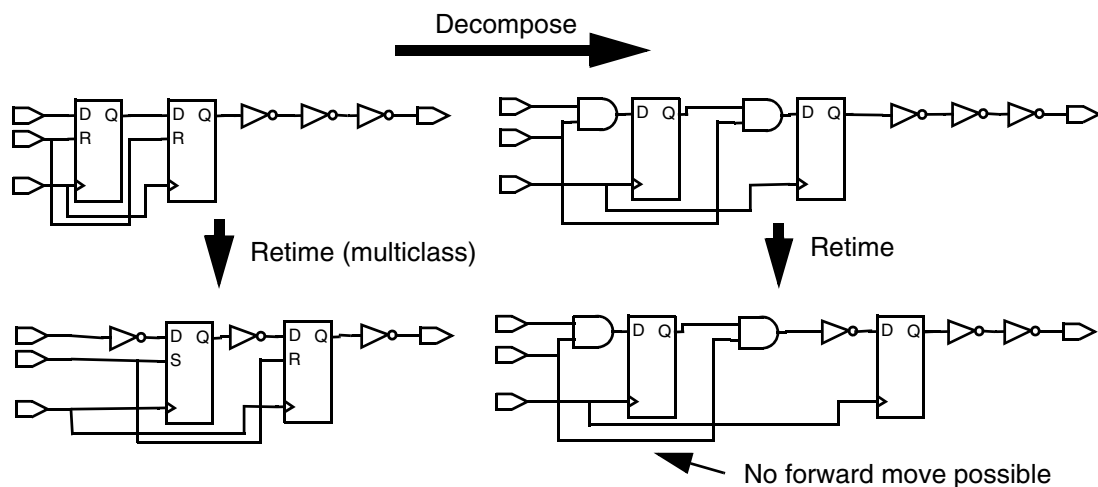 Decompose
D Q D Q
R R
D Q D Q
Retime (multiclass)
Retime
D Q D Q
S R
D Q D Q
No forward move possible